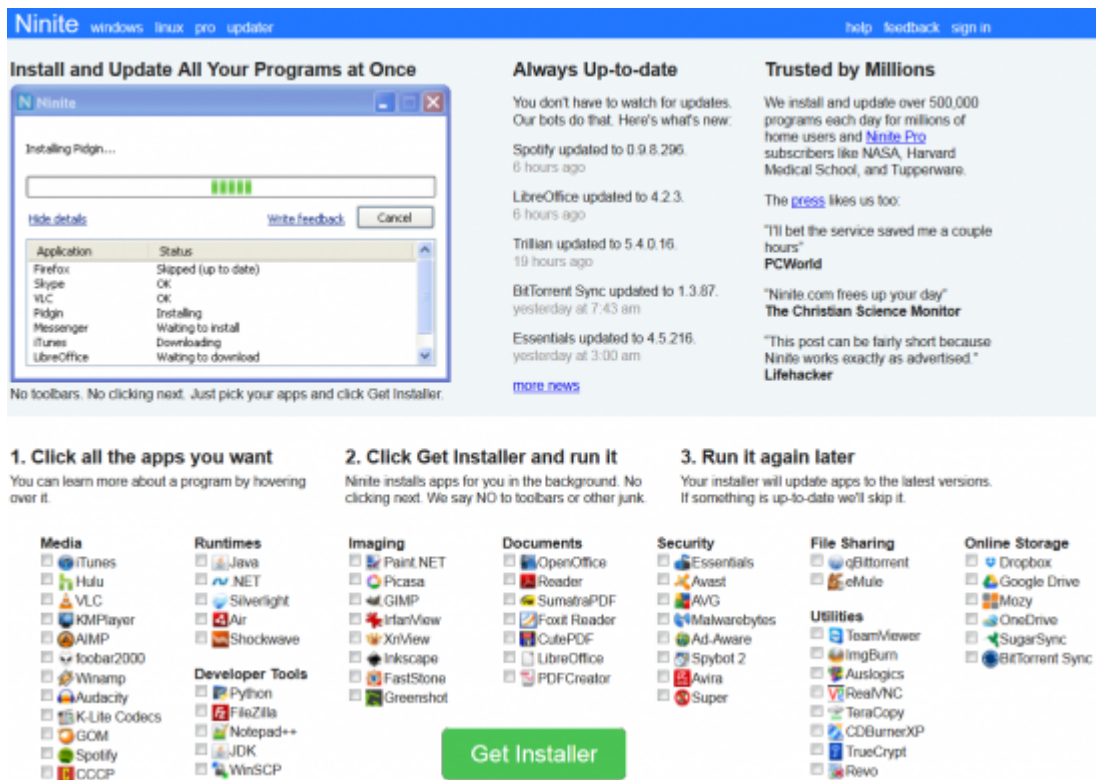 Ninite windows linux pro updater help feedback sign in
Install and Update All Your Programs at Once
Ninite
Installing Pidgin...
Hide details Write feedback Cancel
Application Status
Firefox Skipped (up to date)
Skype OK
VLC OK
Pidgin Installing
Messenger Waiting to install
iTunes Downloading
LibreOffice Waiting to download
No toolbars. No clicking next. Just pick your apps and click Get Installer.
Always Up-to-date
You don't have to watch for updates.
Our bots do that. Here's what's new:
Spotify updated to 0.9.8.296.
6 hours ago
LibreOffice updated to 4.2.3.
6 hours ago
Trillian updated to 5.4.0.16.
19 hours ago
BitTorrent Sync updated to 1.3.87.
yesterday at 7:43 am
Essentials updated to 4.5.216.
yesterday at 3:00 am
more news
Trusted by Millions
We install and update over 500,000
programs each day for millions of
home users and Ninite Pro
subscribers like NASA, Harvard
Medical School, and Tupperware.
The press likes us too:
"I'll bet the service saved me a couple
hours"
PCWorld
"Ninite.com frees up your day"
The Christian Science Monitor
"This post can be fairly short because
Ninite works exactly as advertised."
Lifehacker
1. Click all the apps you want
You can learn more about a program by hovering
over it.
2. Click Get Installer and run it
Ninite installs apps for you in the background. No
clicking next. We say NO to toolbars or other junk.
3. Run it again later
Your installer will update apps to the latest versions.
If something is up-to-date we'll skip it.
Media
iTunes
Hulu
VLC
KMPlayer
AIMP
foobar2000
Winamp
Audacity
K-Lite Codecs
GOM
Spotify
CCCP
Runtimes
Java
.NET
Silverlight
Air
Shockwave
Developer Tools
Python
FileZilla
Notepad++
JDK
WinSCP
Imaging
Paint.NET
Picasa
GIMP
IrfanView
XnView
Inkscape
FastStone
Greenshot
Documents
OpenOffice
Reader
SumatraPDF
Foxit Reader
CutePDF
LibreOffice
PDFCreator
Security
Essentials
Avast
AVG
Malwarebytes
Ad-Aware
Spybot 2
Avira
Super
File Sharing
qBittorrent
eMule
Utilities
TeamViewer
ImgBurn
Auslogics
RealVNC
TeraCopy
CDBurnerXP
TrueCrypt
Revo
Online Storage
Dropbox
Google Drive
Mozy
OneDrive
SugarSync
BitTorrent Sync
Get Installer